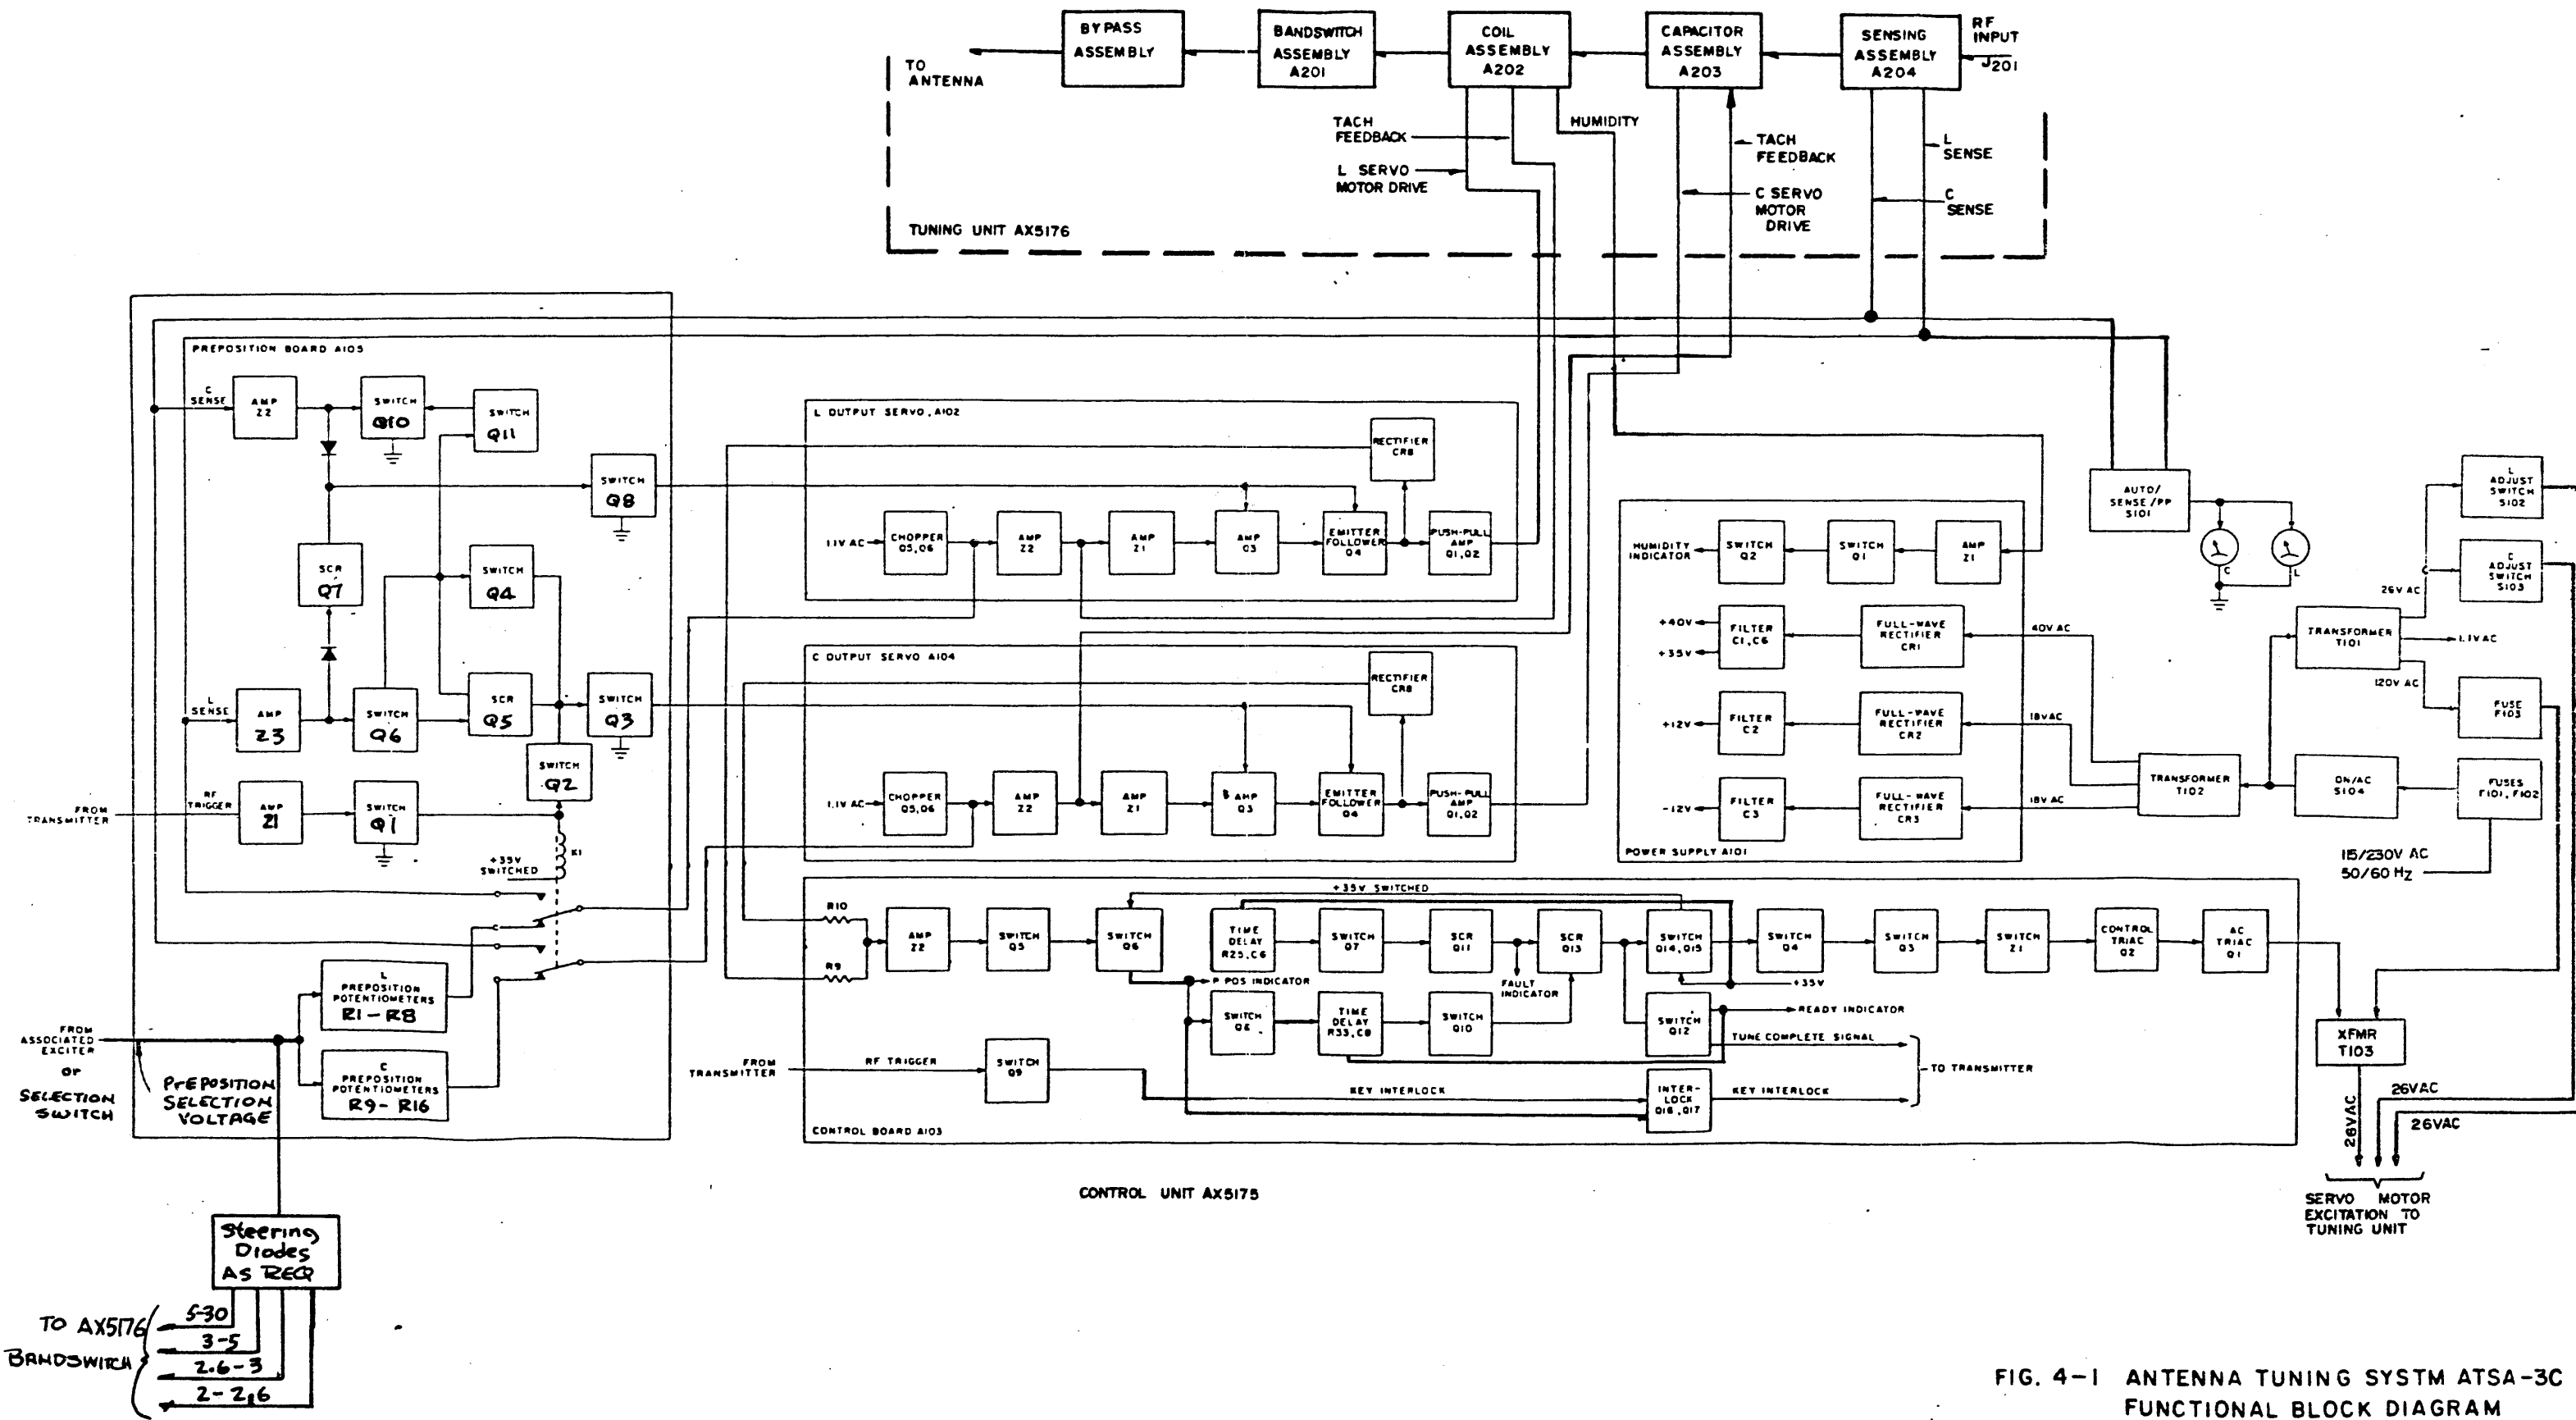 BYPASS
ASSEMBLY
BANDSWITCH
ASSEMBLY
A201
COIL
ASSEMBLY
A202
CAPACITOR
ASSEMBLY
A203
SENSING
ASSEMBLY
A204
RF
INPUT
J201
TO
ANTENNA
TACH
FEEDBACK
HUMIDITY
L SERVO
MOTOR DRIVE
TACH
FEEDBACK
C SERVO
MOTOR
DRIVE
L
SENSE
C
SENSE
TUNING UNIT AX5176
PREPOSITION BOARD A105
C
SENSE
AMP
Z2
SWITCH
Q10
SWITCH
Q11
SWITCH
Q8
SCR
Q7
SWITCH
Q4
L
SENSE
AMP
Z3
SWITCH
Q6
SCR
Q5
SWITCH
Q3
SWITCH
Q2
FROM
TRANSMITTER
RF
TRIGGER
AMP
Z1
SWITCH
Q1
+35V
SWITCHED
K1
L
PREPOSITION
POTENTIOMETERS
R1-R8
C
PREPOSITION
POTENTIOMETERS
R9-R16
FROM
ASSOCIATED
EXCITER
or
SELECTION
SWITCH
PrEPOSITION
SELECTION
VOLTAGE
Steering
Diodes
AS REQ
TO AX5176
BANDSWITCH
5-30
3-5
2.6-3
2-2.6
L OUTPUT SERVO, A102
RECTIFIER
CR8
1.1V AC
CHOPPER
Q5,Q6
AMP
Z2
AMP
Z1
AMP
Q3
EMITTER
FOLLOWER
Q4
PUSH-PULL
AMP
Q1,Q2
C OUTPUT SERVO A104
RECTIFIER
CR8
1.1V AC
CHOPPER
Q5,Q6
AMP
Z2
AMP
Z1
AMP
Q3
EMITTER
FOLLOWER
Q4
PUSH-PULL
AMP
Q1,Q2
HUMIDITY
INDICATOR
SWITCH
Q2
SWITCH
Q1
AMP
Z1
+40V
+35V
FILTER
C1,C6
FULL-WAVE
RECTIFIER
CR1
40V AC
+12V
FILTER
C2
FULL-WAVE
RECTIFIER
CR2
18V AC
-12V
FILTER
C3
FULL-WAVE
RECTIFIER
CR3
18V AC
POWER SUPPLY A101
AUTO/
SENSE/PP
S101
C
L
L
ADJUST
SWITCH
S102
C
ADJUST
SWITCH
S103
26V AC
TRANSFORMER
T101
1.1V AC
120V AC
FUSE
F103
TRANSFORMER
T102
ON/AC
S104
FUSES
F101, F102
115/230V AC
50/60 HZ
+35V SWITCHED
R10
R9
AMP
Z2
SWITCH
Q5
SWITCH
Q6
TIME
DELAY
R25,C6
SWITCH
Q7
SCR
Q11
SCR
Q13
SWITCH
Q14,Q15
SWITCH
Q4
SWITCH
Q3
SWITCH
Z1
CONTROL
TRIAC
Q2
AC
TRIAC
Q1
P POS INDICATOR
FAULT
INDICATOR
+35V
SWITCH
Q8
TIME
DELAY
R33,C8
SWITCH
Q10
SWITCH
Q12
READY INDICATOR
TUNE COMPLETE SIGNAL
FROM
TRANSMITTER
RF TRIGGER
SWITCH
Q9
KEY INTERLOCK
INTER-
LOCK
Q16,Q17
KEY INTERLOCK
TO TRANSMITTER
CONTROL BOARD A103
XFMR
T103
26VAC
26VAC
26VAC
SERVO MOTOR
EXCITATION TO
TUNING UNIT
CONTROL UNIT AX5175
FIG. 4-1 ANTENNA TUNING SYSTM ATSA-3C
FUNCTIONAL BLOCK DIAGRAM